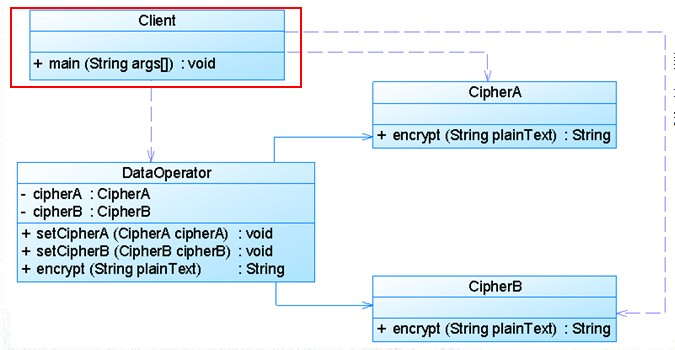 Client
+ main (String args[]) : void
CipherA
+ encrypt (String plainText) : String
DataOperator
- cipherA : CipherA
- cipherB : CipherB
+ setCipherA (CipherA cipherA) : void
+ setCipherB (CipherB cipherB) : void
+ encrypt (String plainText) : String
CipherB
+ encrypt (String plainText) : String